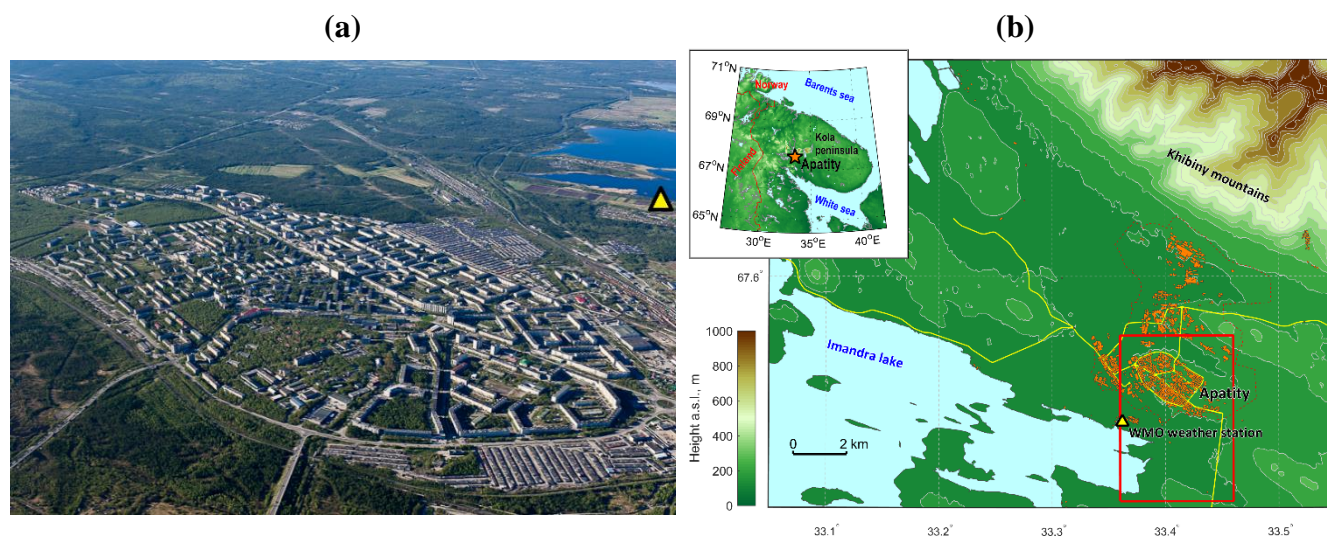 (a)
(b)
71°N
69°N
67°N
65°N
30°E
35°E
40°E
Norway
Barents sea
Finland
Kola
peninsula
Apatity
White sea
Khibiny mountains
67.6°
1000
800
600
400
200
0
Height a.s.l., m
Imandra lake
Apatity
WMO weather station
0
2 km
33.1°
33.2°
33.3°
33.4°
33.5°